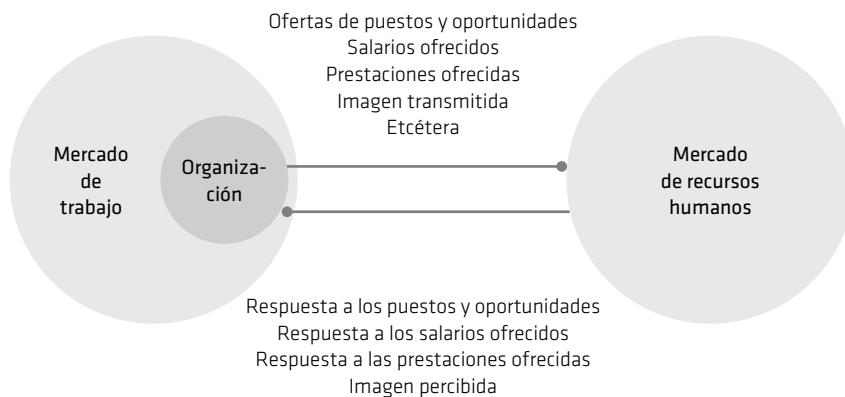 Ofertas de puestos y oportunidades
Salarios ofrecidos
Prestaciones ofrecidas
Imagen transmitida
Etcétera
Mercado
de
trabajo
Organiza-
ción
Mercado
de recursos
humanos
Respuesta a los puestos y oportunidades
Respuesta a los salarios ofrecidos
Respuesta a las prestaciones ofrecidas
Imagen percibida